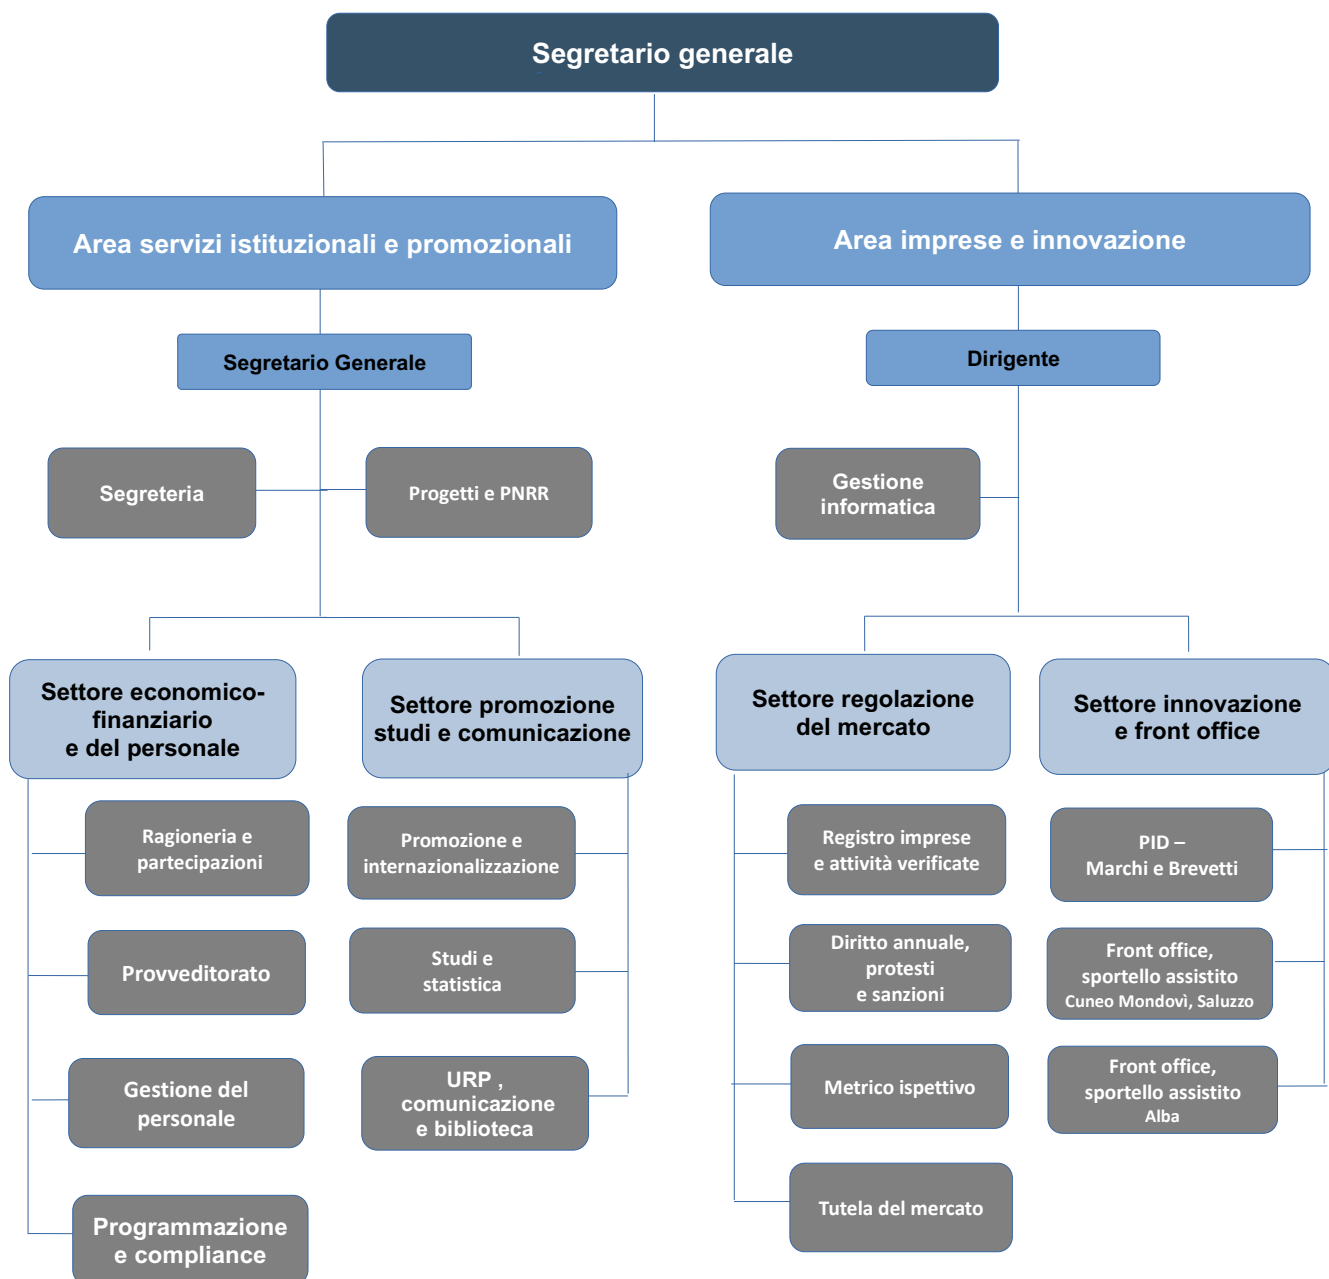 Segretario generale
Area servizi istituzionali e promozionali
Area imprese e innovazione
Segretario Generale
Dirigente
Segreteria
Progetti e PNRR
Gestione
informatica
Settore economico-
finanziario
e del personale
Settore promozione
studi e comunicazione
Settore regolazione
del mercato
Settore innovazione
e front office
Ragioneria e
partecipazioni
Provveditorato
Gestione del
personale
Programmazione
e compliance
Promozione e
internazionalizzazione
Studi e
statistica
URP ,
comunicazione
e biblioteca
Registro imprese
e attività verificate
Diritto annuale,
protesti
e sanzioni
Metrico ispettivo
Tutela del mercato
PID –
Marchi e Brevetti
Front office,
sportello assistito
Cuneo Mondovì, Saluzzo
Front office,
sportello assistito
Alba